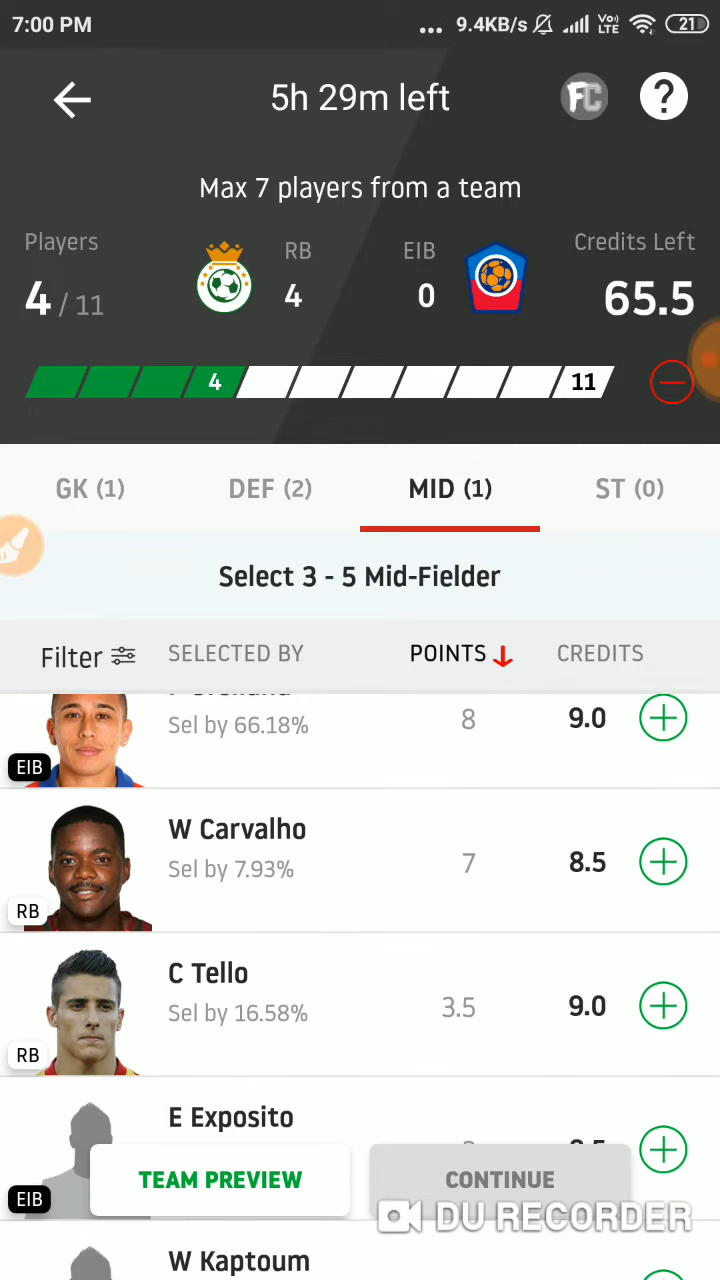 7:00 PM ... 9.4KB/s Vo) LTE 21
5h 29m left FC ?
Max 7 players from a team
Players RB EIB Credits Left
4 / 11 4 0 65.5
4 11
GK (1) DEF (2) MID (1) ST (0)
Select 3 - 5 Mid-Fielder
Filter SELECTED BY POINTS CREDITS
Sel by 66.18% 8 9.0
EIB
W Carvalho
Sel by 7.93% 7 8.5
RB
C Tello
Sel by 16.58% 3.5 9.0
RB
E Exposito
EIB
TEAM PREVIEW CONTINUE
DU RECORDER
W Kaptoum